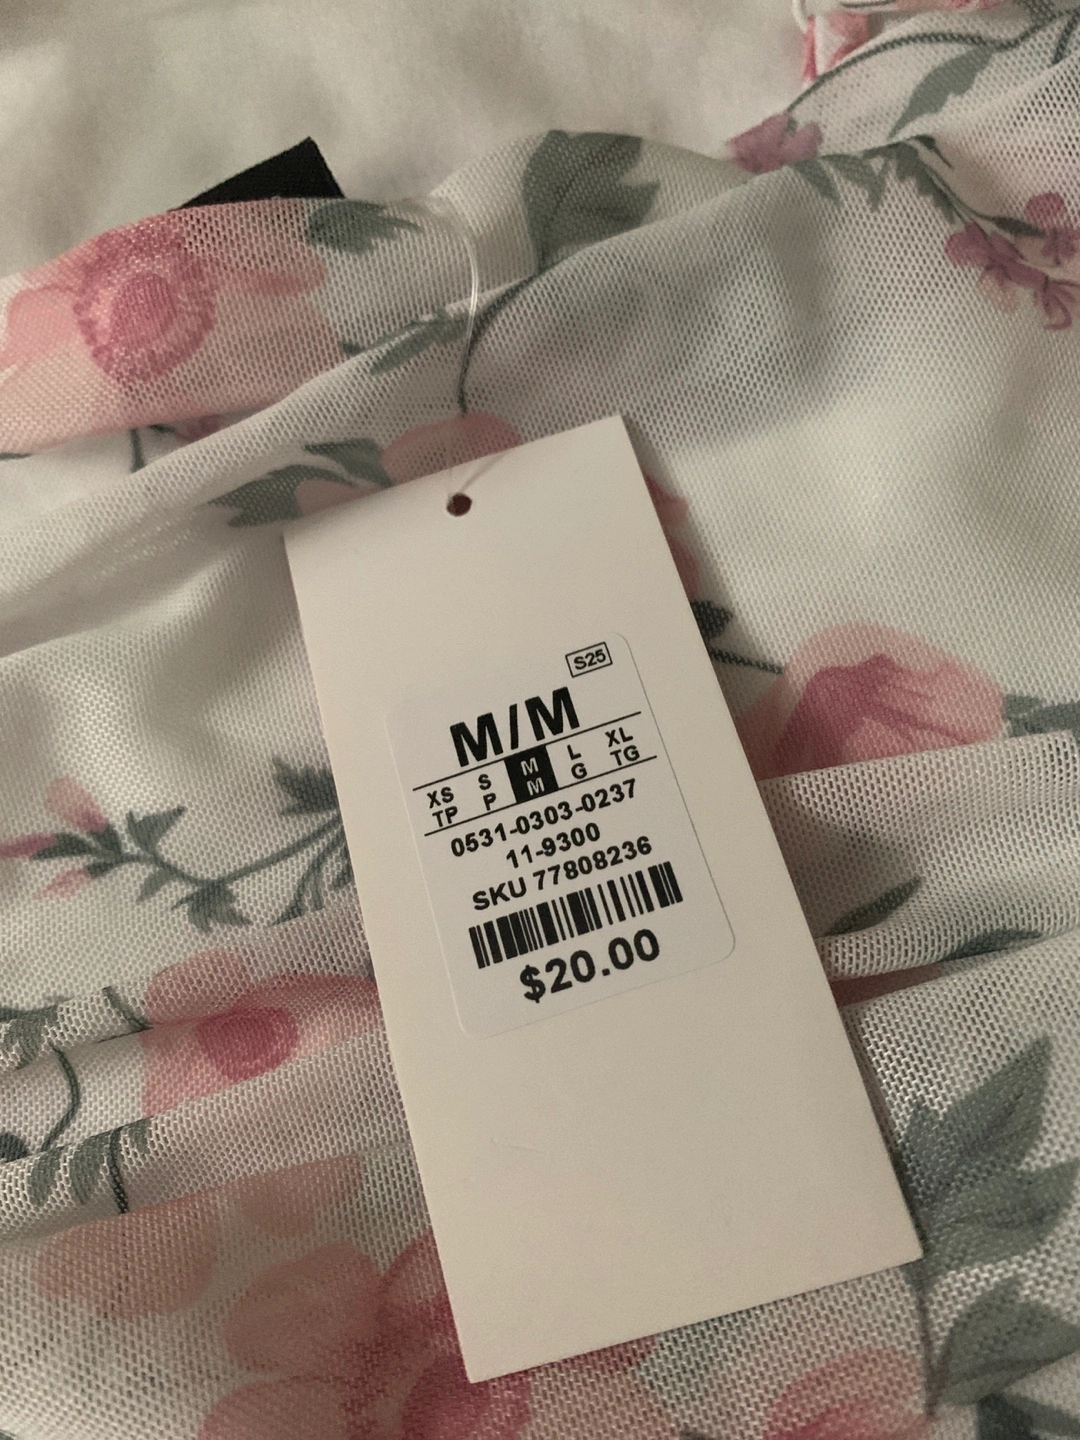 S25
M/M
XS S M L XL
TP P M G TG
0531-0303-0237
11-9300
SKU 77808236
$20.00